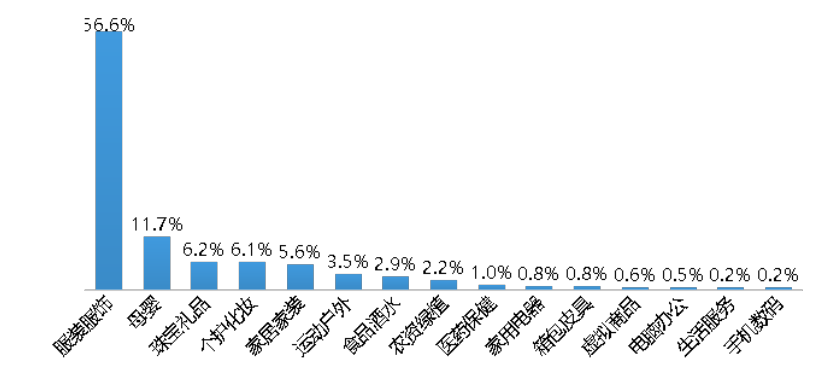 56.6%
11.7%
6.2%
6.1%
5.6%
3.5%
2.9%
2.2%
1.0%
0.8%
0.8%
0.6%
0.5%
0.2%
0.2%
服装服饰
母婴
珠宝礼品
个护化妆
家居家装
运动户外
食品酒水
农资绿植
医药保健
家用电器
箱包皮具
虚拟商品
电脑办公
生活服务
手机数码